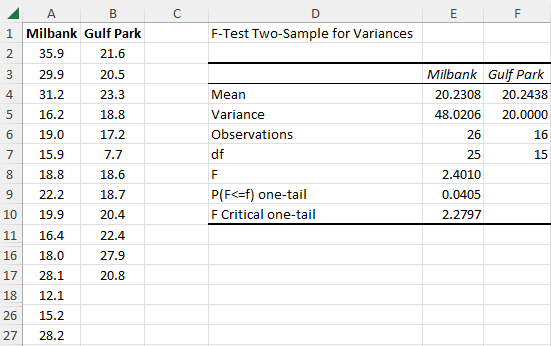 A B C D E F
1 Milbank Gulf Park F-Test Two-Sample for Variances
2 35.9 21.6
3 29.9 20.5 Milbank Gulf Park
4 31.2 23.3 Mean 20.2308 20.2438
5 16.2 18.8 Variance 48.0206 20.0000
6 19.0 17.2 Observations 26 16
7 15.9 7.7 df 25 15
8 18.8 18.6 F 2.4010
9 22.2 18.7 P(F<=f) one-tail 0.0405
10 19.9 20.4 F Critical one-tail 2.2797
11 16.4 22.4
16 18.0 27.9
17 28.1 20.8
18 12.1
26 15.2
27 28.2